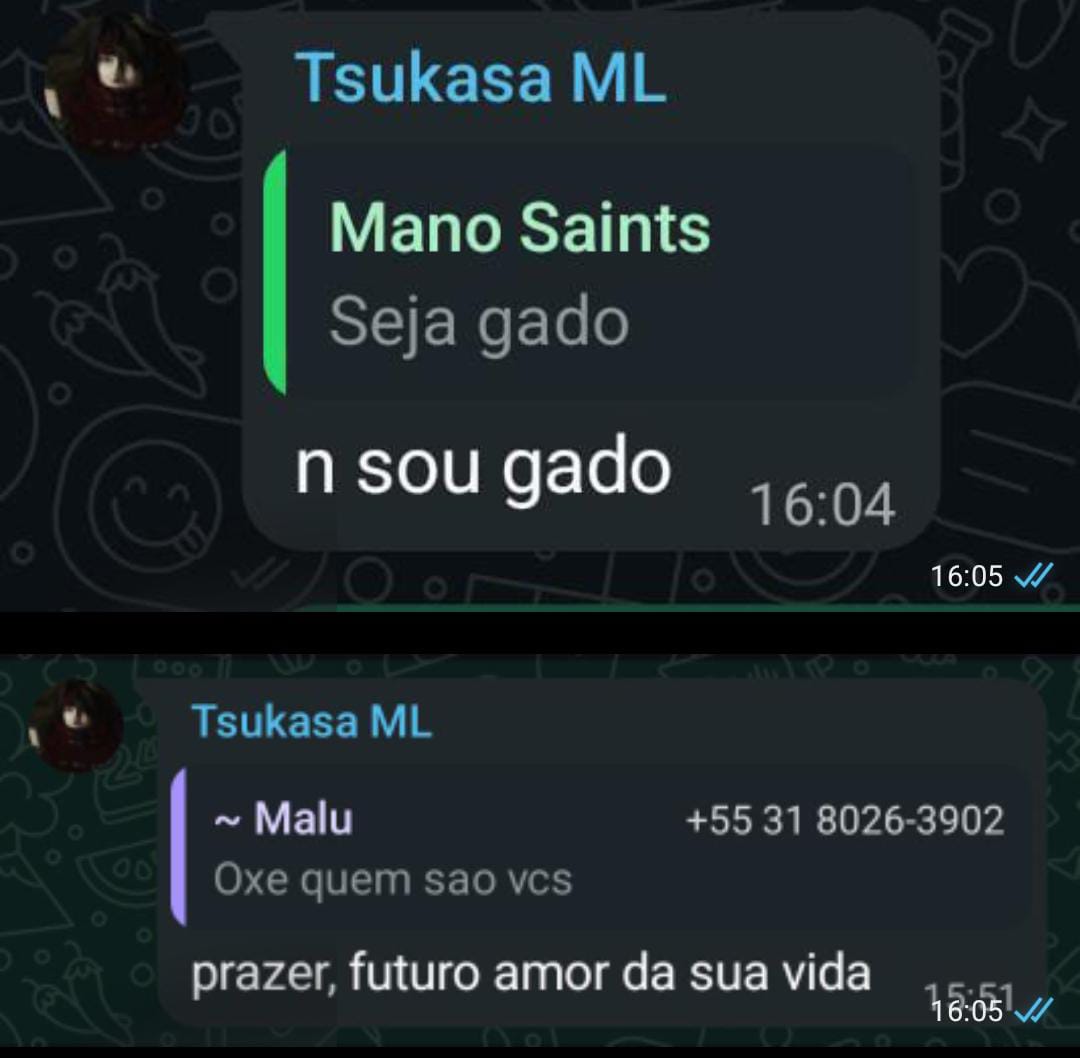 Tsukasa ML
Mano Saints
Seja gado
n sou gado
16:04
16:05
Tsukasa ML
~ Malu +55 31 8026-3902
Oxe quem sao vcs
prazer, futuro amor da sua vida
15:51
16:05